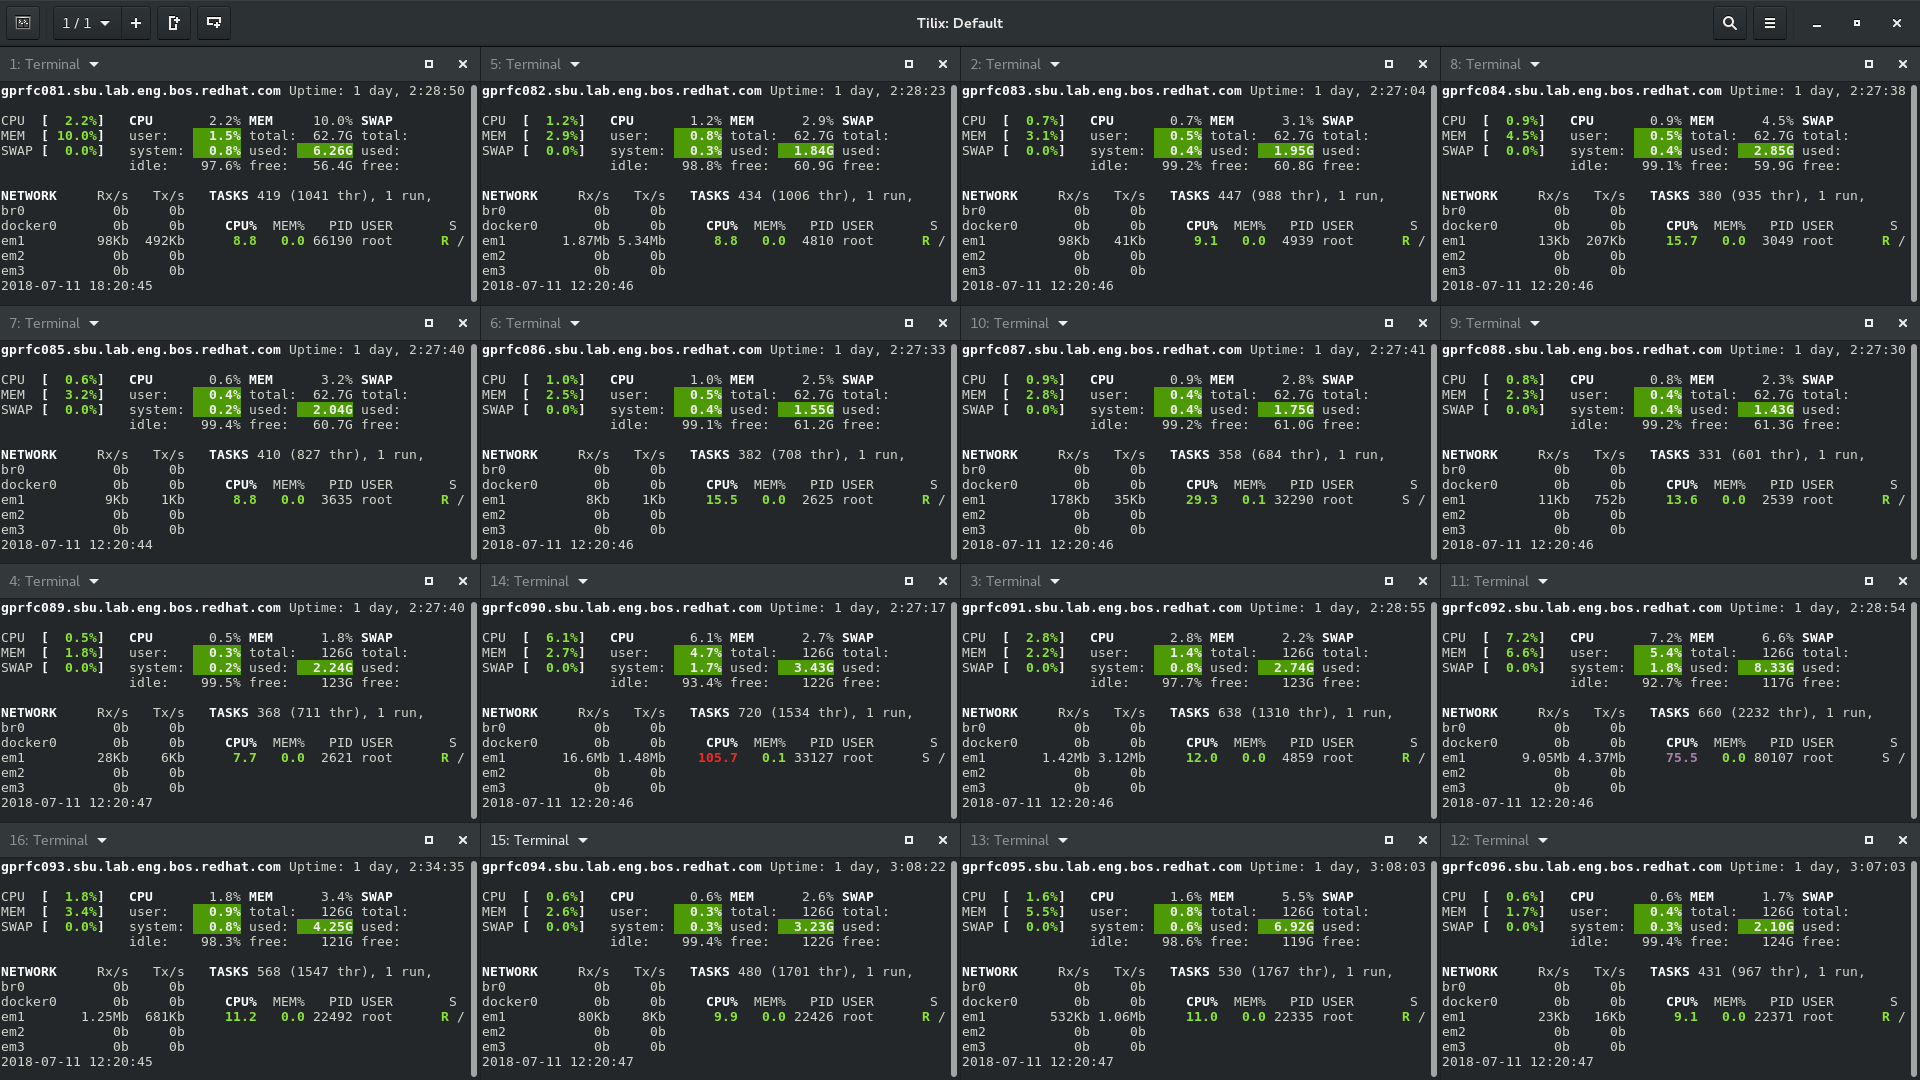 1 / 1
Tilix: Default
1: Terminal
gprfc081.sbu.lab.eng.bos.redhat.com Uptime: 1 day, 2:28:50
CPU [ 2.2%] CPU 2.2% MEM 10.0% SWAP
MEM [ 10.0%] user: 1.5% total: 62.7G total:
SWAP [ 0.0%] system: 0.8% used: 6.26G used:
idle: 97.6% free: 56.4G free:
NETWORK Rx/s Tx/s TASKS 419 (1041 thr), 1 run,
br0 0b 0b
docker0 0b 0b CPU% MEM% PID USER S
em1 98Kb 492Kb 8.8 0.0 66190 root R /
em2 0b 0b
em3 0b 0b
2018-07-11 18:20:45
5: Terminal
gprfc082.sbu.lab.eng.bos.redhat.com Uptime: 1 day, 2:28:23
CPU [ 1.2%] CPU 1.2% MEM 2.9% SWAP
MEM [ 2.9%] user: 0.8% total: 62.7G total:
SWAP [ 0.0%] system: 0.3% used: 1.84G used:
idle: 98.8% free: 60.9G free:
NETWORK Rx/s Tx/s TASKS 434 (1006 thr), 1 run,
br0 0b 0b
docker0 0b 0b CPU% MEM% PID USER S
em1 1.87Mb 5.34Mb 8.8 0.0 4810 root R /
em2 0b 0b
em3 0b 0b
2018-07-11 12:20:46
2: Terminal
gprfc083.sbu.lab.eng.bos.redhat.com Uptime: 1 day, 2:27:04
CPU [ 0.7%] CPU 0.7% MEM 3.1% SWAP
MEM [ 3.1%] user: 0.5% total: 62.7G total:
SWAP [ 0.0%] system: 0.4% used: 1.95G used:
idle: 99.2% free: 60.8G free:
NETWORK Rx/s Tx/s TASKS 447 (988 thr), 1 run,
br0 0b 0b
docker0 0b 0b CPU% MEM% PID USER S
em1 98Kb 41Kb 9.1 0.0 4939 root R /
em2 0b 0b
em3 0b 0b
2018-07-11 12:20:46
8: Terminal
gprfc084.sbu.lab.eng.bos.redhat.com Uptime: 1 day, 2:27:38
CPU [ 0.9%] CPU 0.9% MEM 4.5% SWAP
MEM [ 4.5%] user: 0.5% total: 62.7G total:
SWAP [ 0.0%] system: 0.4% used: 2.85G used:
idle: 99.1% free: 59.9G free:
NETWORK Rx/s Tx/s TASKS 380 (935 thr), 1 run,
br0 0b 0b
docker0 0b 0b CPU% MEM% PID USER S
em1 13Kb 207Kb 15.7 0.0 3049 root R /
em2 0b 0b
em3 0b 0b
2018-07-11 12:20:46
7: Terminal
gprfc085.sbu.lab.eng.bos.redhat.com Uptime: 1 day, 2:27:40
CPU [ 0.6%] CPU 0.6% MEM 3.2% SWAP
MEM [ 3.2%] user: 0.4% total: 62.7G total:
SWAP [ 0.0%] system: 0.2% used: 2.04G used:
idle: 99.4% free: 60.7G free:
NETWORK Rx/s Tx/s TASKS 410 (827 thr), 1 run,
br0 0b 0b
docker0 0b 0b CPU% MEM% PID USER S
em1 9Kb 1Kb 8.8 0.0 3635 root R /
em2 0b 0b
em3 0b 0b
2018-07-11 12:20:44
6: Terminal
gprfc086.sbu.lab.eng.bos.redhat.com Uptime: 1 day, 2:27:33
CPU [ 1.0%] CPU 1.0% MEM 2.5% SWAP
MEM [ 2.5%] user: 0.5% total: 62.7G total:
SWAP [ 0.0%] system: 0.4% used: 1.55G used:
idle: 99.1% free: 61.2G free:
NETWORK Rx/s Tx/s TASKS 382 (708 thr), 1 run,
br0 0b 0b
docker0 0b 0b CPU% MEM% PID USER S
em1 8Kb 1Kb 15.5 0.0 2625 root R /
em2 0b 0b
em3 0b 0b
2018-07-11 12:20:46
10: Terminal
gprfc087.sbu.lab.eng.bos.redhat.com Uptime: 1 day, 2:27:41
CPU [ 0.9%] CPU 0.9% MEM 2.8% SWAP
MEM [ 2.8%] user: 0.4% total: 62.7G total:
SWAP [ 0.0%] system: 0.4% used: 1.75G used:
idle: 99.2% free: 61.0G free:
NETWORK Rx/s Tx/s TASKS 358 (684 thr), 1 run,
br0 0b 0b
docker0 0b 0b CPU% MEM% PID USER S
em1 178Kb 35Kb 29.3 0.1 32290 root S /
em2 0b 0b
em3 0b 0b
2018-07-11 12:20:46
9: Terminal
gprfc088.sbu.lab.eng.bos.redhat.com Uptime: 1 day, 2:27:30
CPU [ 0.8%] CPU 0.8% MEM 2.3% SWAP
MEM [ 2.3%] user: 0.4% total: 62.7G total:
SWAP [ 0.0%] system: 0.4% used: 1.43G used:
idle: 99.2% free: 61.3G free:
NETWORK Rx/s Tx/s TASKS 331 (601 thr), 1 run,
br0 0b 0b
docker0 0b 0b CPU% MEM% PID USER S
em1 11Kb 752b 13.6 0.0 2539 root R /
em2 0b 0b
em3 0b 0b
2018-07-11 12:20:46
4: Terminal
gprfc089.sbu.lab.eng.bos.redhat.com Uptime: 1 day, 2:27:40
CPU [ 0.5%] CPU 0.5% MEM 1.8% SWAP
MEM [ 1.8%] user: 0.3% total: 126G total:
SWAP [ 0.0%] system: 0.2% used: 2.24G used:
idle: 99.5% free: 123G free:
NETWORK Rx/s Tx/s TASKS 368 (711 thr), 1 run,
br0 0b 0b
docker0 0b 0b CPU% MEM% PID USER S
em1 28Kb 6Kb 7.7 0.0 2621 root R /
em2 0b 0b
em3 0b 0b
2018-07-11 12:20:47
14: Terminal
gprfc090.sbu.lab.eng.bos.redhat.com Uptime: 1 day, 2:27:17
CPU [ 6.1%] CPU 6.1% MEM 2.7% SWAP
MEM [ 2.7%] user: 4.7% total: 126G total:
SWAP [ 0.0%] system: 1.7% used: 3.43G used:
idle: 93.4% free: 122G free:
NETWORK Rx/s Tx/s TASKS 720 (1534 thr), 1 run,
br0 0b 0b
docker0 0b 0b CPU% MEM% PID USER S
em1 16.6Mb 1.48Mb 105.7 0.1 33127 root S /
em2 0b 0b
em3 0b 0b
2018-07-11 12:20:46
3: Terminal
gprfc091.sbu.lab.eng.bos.redhat.com Uptime: 1 day, 2:28:55
CPU [ 2.8%] CPU 2.8% MEM 2.2% SWAP
MEM [ 2.2%] user: 1.4% total: 126G total:
SWAP [ 0.0%] system: 0.8% used: 2.74G used:
idle: 97.7% free: 123G free:
NETWORK Rx/s Tx/s TASKS 638 (1310 thr), 1 run,
br0 0b 0b
docker0 0b 0b CPU% MEM% PID USER S
em1 1.42Mb 3.12Mb 12.0 0.0 4859 root R /
em2 0b 0b
em3 0b 0b
2018-07-11 12:20:46
11: Terminal
gprfc092.sbu.lab.eng.bos.redhat.com Uptime: 1 day, 2:28:54
CPU [ 7.2%] CPU 7.2% MEM 6.6% SWAP
MEM [ 6.6%] user: 5.4% total: 126G total:
SWAP [ 0.0%] system: 1.8% used: 8.33G used:
idle: 92.7% free: 117G free:
NETWORK Rx/s Tx/s TASKS 660 (2232 thr), 1 run,
br0 0b 0b
docker0 0b 0b CPU% MEM% PID USER S
em1 9.05Mb 4.37Mb 75.5 0.0 80107 root S /
em2 0b 0b
em3 0b 0b
2018-07-11 12:20:46
16: Terminal
gprfc093.sbu.lab.eng.bos.redhat.com Uptime: 1 day, 2:34:35
CPU [ 1.8%] CPU 1.8% MEM 3.4% SWAP
MEM [ 3.4%] user: 0.9% total: 126G total:
SWAP [ 0.0%] system: 0.8% used: 4.25G used:
idle: 98.3% free: 121G free:
NETWORK Rx/s Tx/s TASKS 568 (1547 thr), 1 run,
br0 0b 0b
docker0 0b 0b CPU% MEM% PID USER S
em1 1.25Mb 681Kb 11.2 0.0 22492 root R /
em2 0b 0b
em3 0b 0b
2018-07-11 12:20:45
15: Terminal
gprfc094.sbu.lab.eng.bos.redhat.com Uptime: 1 day, 3:08:22
CPU [ 0.6%] CPU 0.6% MEM 2.6% SWAP
MEM [ 2.6%] user: 0.3% total: 126G total:
SWAP [ 0.0%] system: 0.3% used: 3.23G used:
idle: 99.4% free: 122G free:
NETWORK Rx/s Tx/s TASKS 480 (1701 thr), 1 run,
br0 0b 0b
docker0 0b 0b CPU% MEM% PID USER S
em1 80Kb 8Kb 9.9 0.0 22426 root R /
em2 0b 0b
em3 0b 0b
2018-07-11 12:20:47
13: Terminal
gprfc095.sbu.lab.eng.bos.redhat.com Uptime: 1 day, 3:08:03
CPU [ 1.6%] CPU 1.6% MEM 5.5% SWAP
MEM [ 5.5%] user: 0.8% total: 126G total:
SWAP [ 0.0%] system: 0.6% used: 6.92G used:
idle: 98.6% free: 119G free:
NETWORK Rx/s Tx/s TASKS 530 (1767 thr), 1 run,
br0 0b 0b
docker0 0b 0b CPU% MEM% PID USER S
em1 532Kb 1.06Mb 11.0 0.0 22335 root R /
em2 0b 0b
em3 0b 0b
2018-07-11 12:20:47
12: Terminal
gprfc096.sbu.lab.eng.bos.redhat.com Uptime: 1 day, 3:07:03
CPU [ 0.6%] CPU 0.6% MEM 1.7% SWAP
MEM [ 1.7%] user: 0.4% total: 126G total:
SWAP [ 0.0%] system: 0.3% used: 2.10G used:
idle: 99.4% free: 124G free:
NETWORK Rx/s Tx/s TASKS 431 (967 thr), 1 run,
br0 0b 0b
docker0 0b 0b CPU% MEM% PID USER S
em1 23Kb 16Kb 9.1 0.0 22371 root R /
em2 0b 0b
em3 0b 0b
2018-07-11 12:20:47